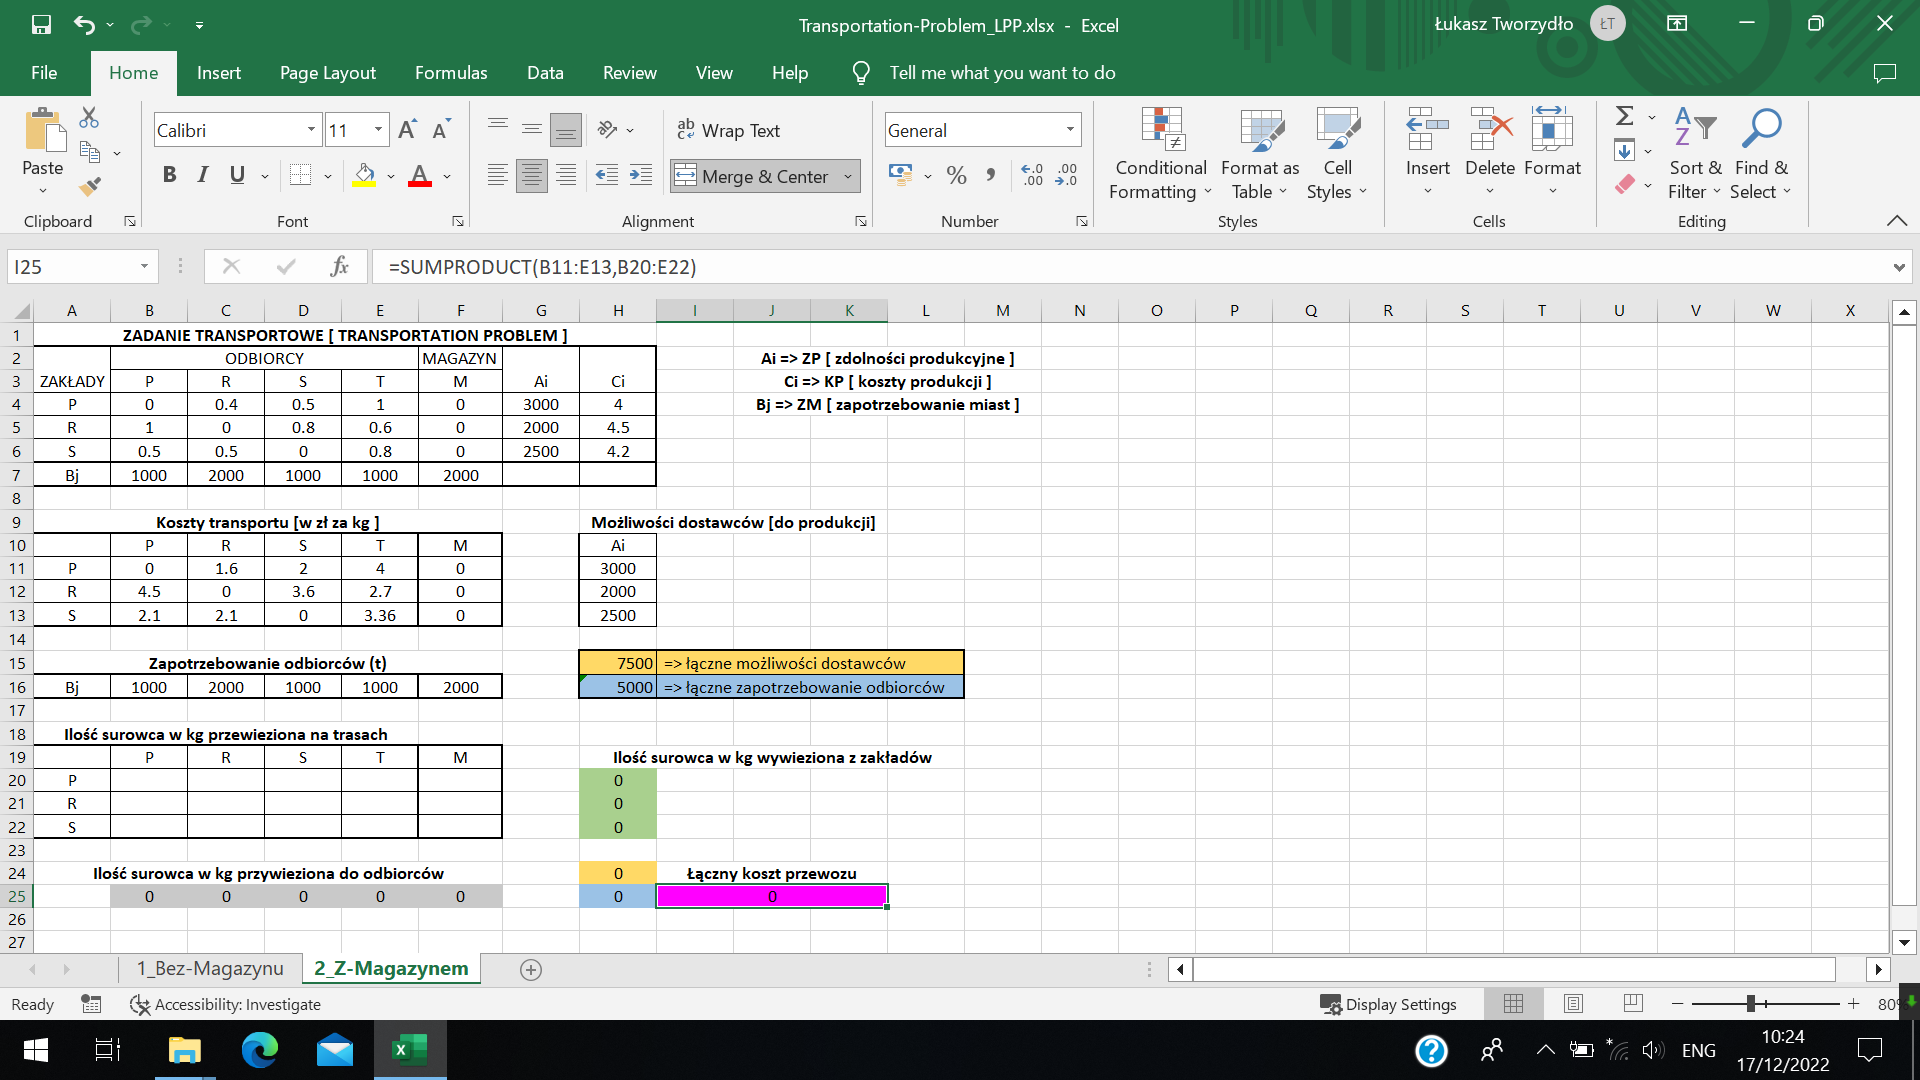 Transportation-Problem_LPP.xlsx - Excel
Łukasz Tworzydło ŁT
File Home Insert Page Layout Formulas Data Review View Help Tell me what you want to do
Paste
Clipboard
Calibri 11
B I U A
Font
ab Wrap Text
Merge & Center
Alignment
General
% ,
Number
Conditional Formatting
Format as Table
Cell Styles
Styles
Insert Delete Format
Cells
Sort & Filter
Find & Select
Editing
I25 fx =SUMPRODUCT(B11:E13,B20:E22)
A B C D E F G H I J K L M N O P Q R S T U V W X
1 ZADANIE TRANSPORTOWE [ TRANSPORTATION PROBLEM ]
2 ODBIORCY MAGAZYN Ai => ZP [ zdolności produkcyjne ]
3 ZAKŁADY P R S T M Ai Ci Ci => KP [ koszty produkcji ]
4 P 0 0.4 0.5 1 0 3000 4 Bj => ZM [ zapotrzebowanie miast ]
5 R 1 0 0.8 0.6 0 2000 4.5
6 S 0.5 0.5 0 0.8 0 2500 4.2
7 Bj 1000 2000 1000 1000 2000
8
9 Koszty transportu [w zł za kg ] Możliwości dostawców [do produkcji]
10 P R S T M Ai
11 P 0 1.6 2 4 0 3000
12 R 4.5 0 3.6 2.7 0 2000
13 S 2.1 2.1 0 3.36 0 2500
14
15 Zapotrzebowanie odbiorców (t) 7500 => łączne możliwości dostawców
16 Bj 1000 2000 1000 1000 2000 5000 => łączne zapotrzebowanie odbiorców
17
18 Ilość surowca w kg przewieziona na trasach
19 P R S T M Ilość surowca w kg wywieziona z zakładów
20 P 0
21 R 0
22 S 0
23
24 Ilość surowca w kg przywieziona do odbiorców 0 Łączny koszt przewozu
25 0 0 0 0 0 0 0
26
27
1_Bez-Magazynu 2_Z-Magazynem
Ready Accessibility: Investigate Display Settings
ENG 10:24
17/12/2022